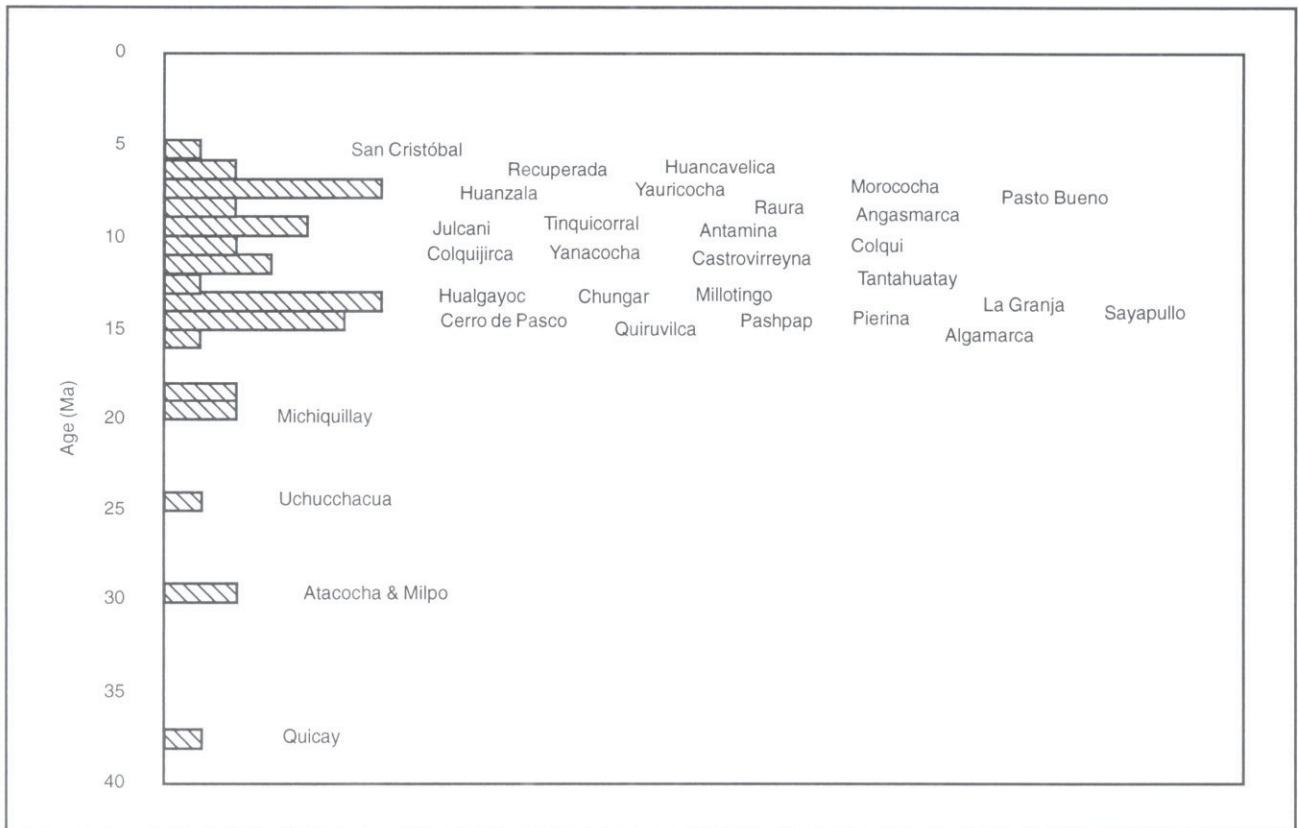 0
5
San Cristóbal
Recuperada
Huancavelica
Huanzala
Yauricocha
Morococha
Pasto Bueno
Raura
Angasmarca
Julcani
Tinquicorral
Antamina
10
Colqui
Colquijirca
Yanacocha
Castrovirreyna
Tantahuatay
Hualgayoc
Chungar
Millotingo
La Granja
Sayapullo
Cerro de Pasco
Quiruvilca
Pashpap
Pierina
Algamarca
15
Age (Ma)
20
Michiquillay
25
Uchucchacua
30
Atacocha & Milpo
35
Quicay
40